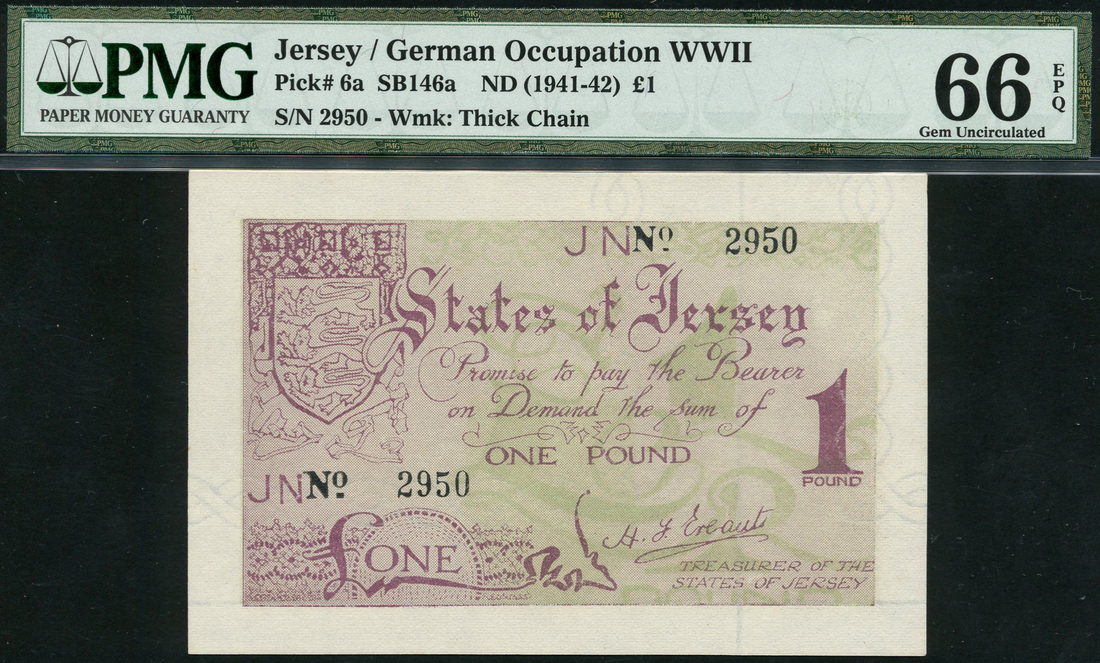 PMG
PAPER MONEY GUARANTY
Jersey / German Occupation WWII
Pick# 6a SB146a ND (1941-42) £1
S/N 2950 - Wmk: Thick Chain
66
EPQ
Gem Uncirculated
JN Nº 2950
States of Jersey
Promise to pay the Bearer
on Demand the sum of
ONE POUND
1
POUND
JN Nº 2950
£ONE
H. F. Ereaut
TREASURER OF THE
STATES OF JERSEY